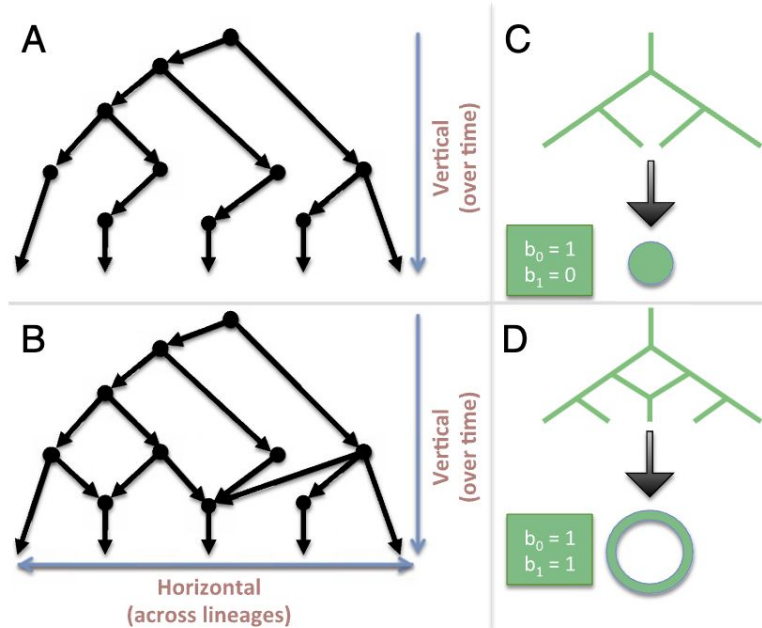 A
Vertical
(over time)
C
b₀ = 1
b₁ = 0
B
Vertical
(over time)
Horizontal
(across lineages)
D
b₀ = 1
b₁ = 1